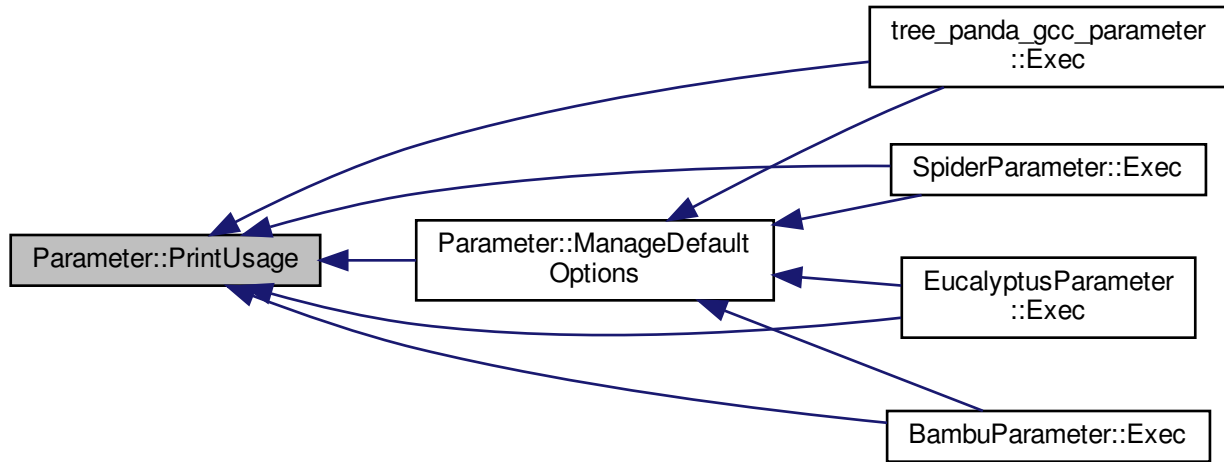 tree_panda_gcc_parameter
::Exec
SpiderParameter::Exec
Parameter::PrintUsage
Parameter::ManageDefault
Options
EucalyptusParameter
::Exec
BambuParameter::Exec